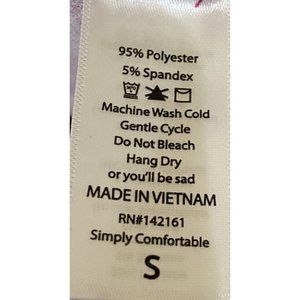 95% Polyester
5% Spandex
Machine Wash Cold
Gentle Cycle
Do Not Bleach
Hang Dry
or you'll be sad
MADE IN VIETNAM
RN#142161
Simply Comfortable
S